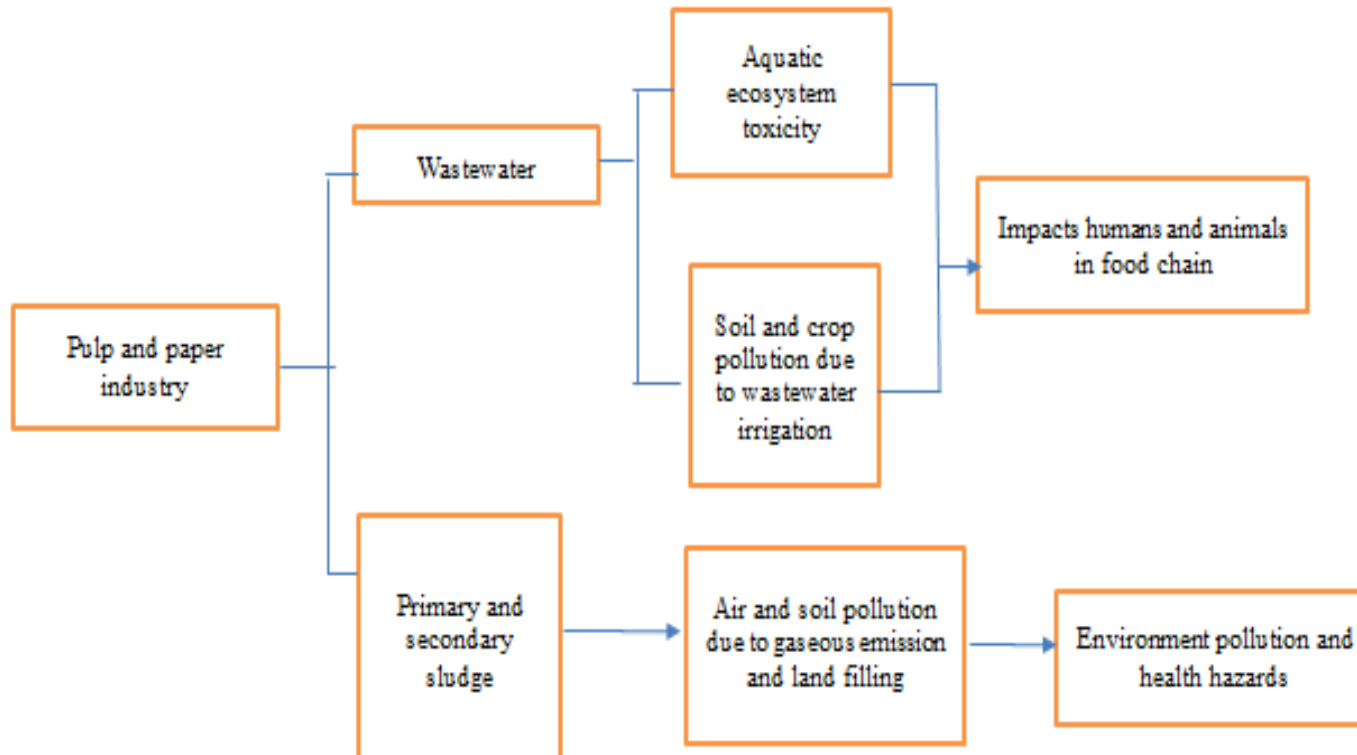 Pulp and paper
industry
Wastewater
Aquatic
ecosystem
toxicity
Soil and crop
pollution due
to wastewater
irrigation
Impacts humans and animals
in food chain
Primary and
secondary
sludge
Air and soil pollution
due to gaseous emission
and land filling
Environment pollution and
health hazards